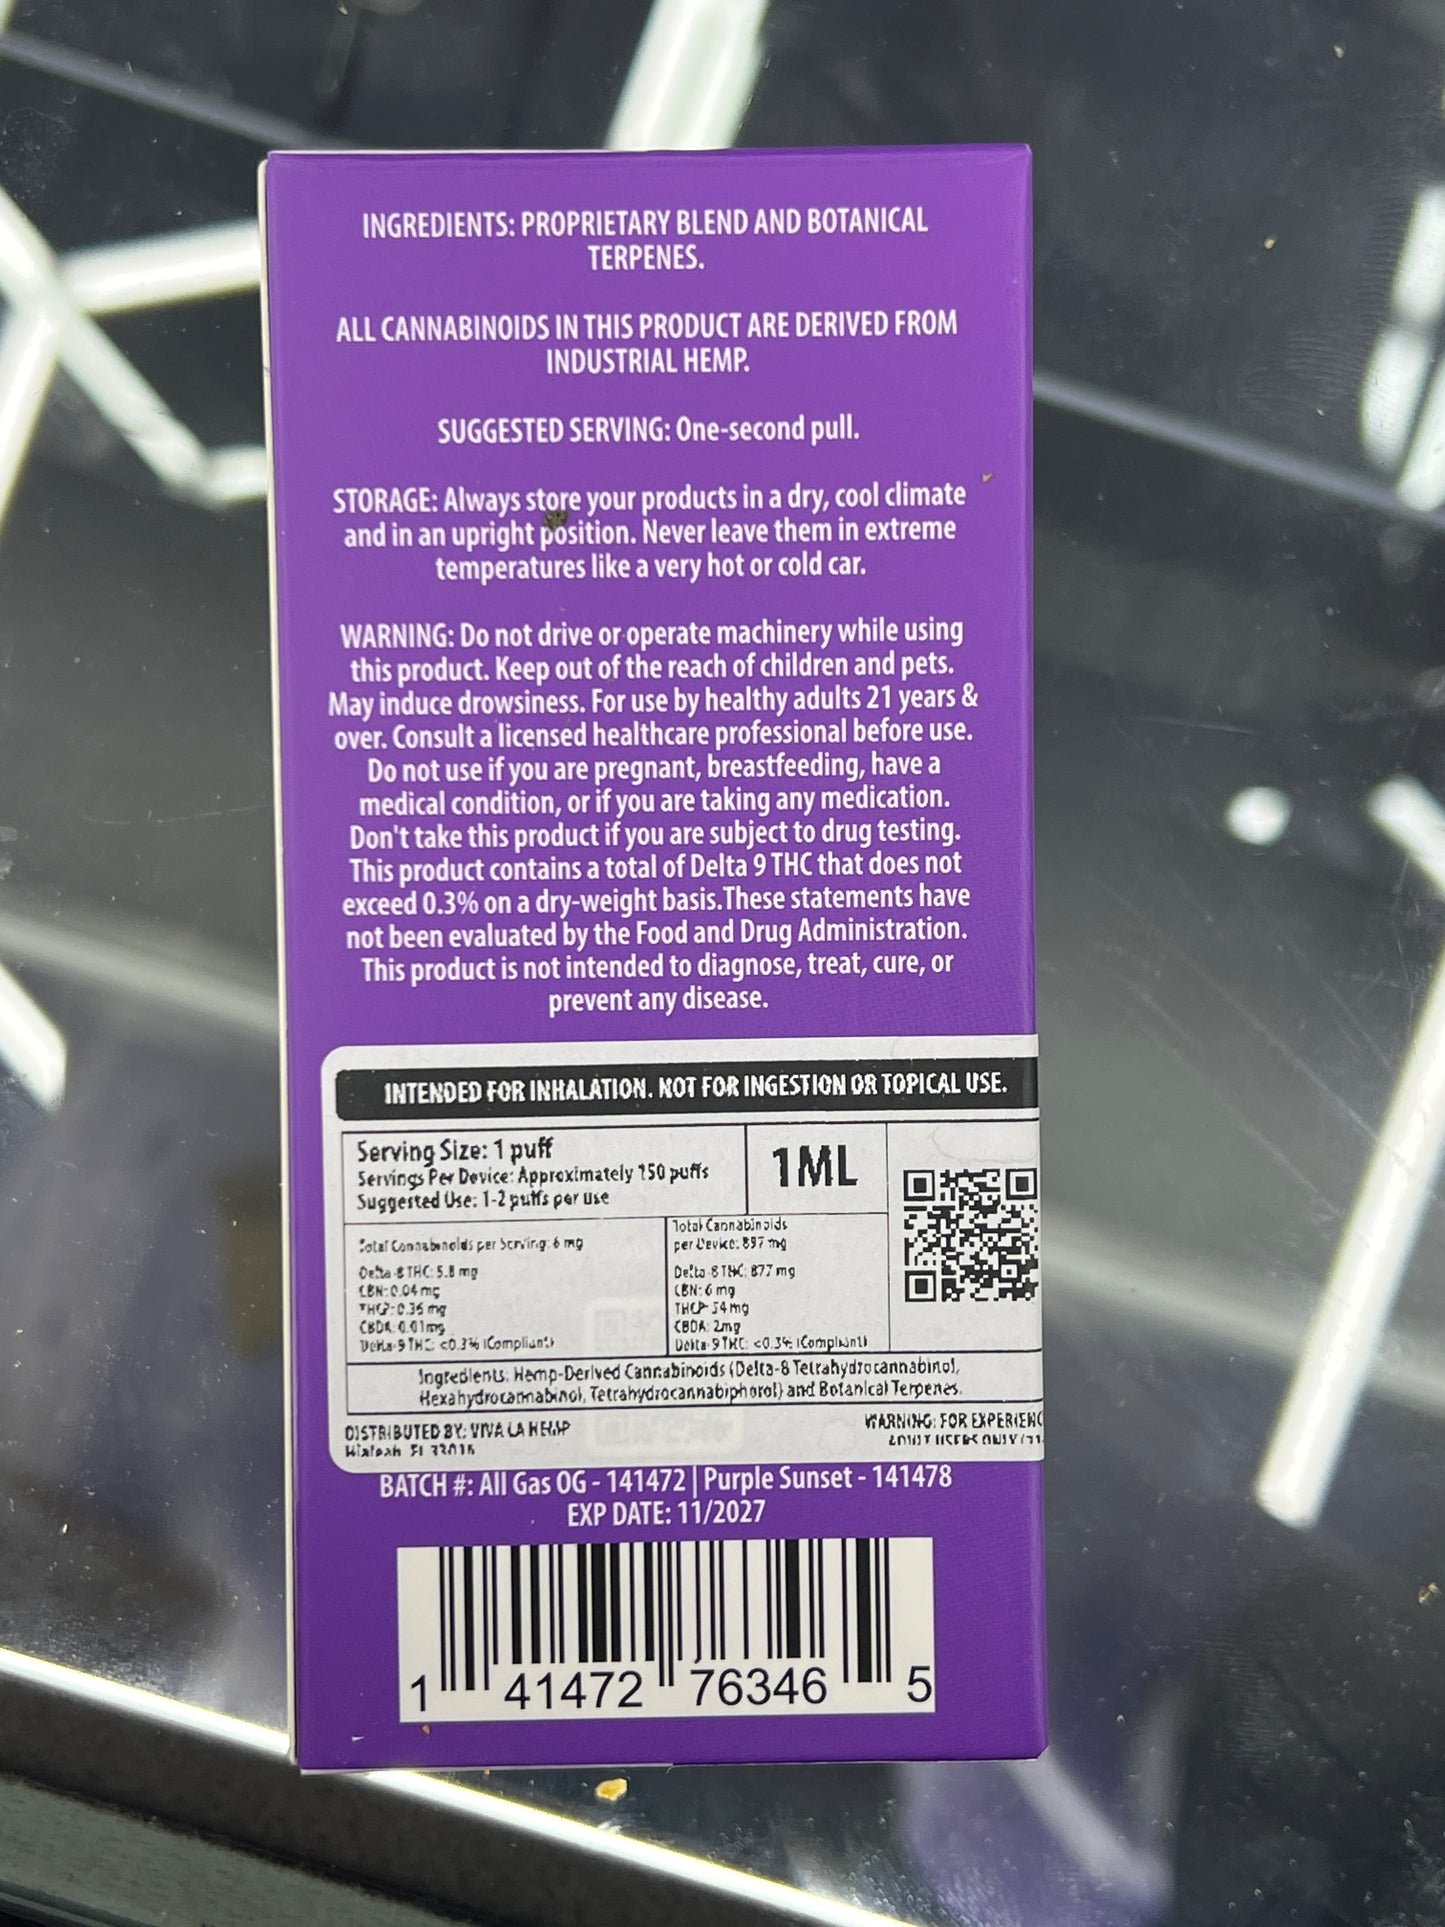 INGREDIENTS: PROPRIETARY BLEND AND BOTANICAL
TERPENES.
ALL CANNABINOIDS IN THIS PRODUCT ARE DERIVED FROM
INDUSTRIAL HEMP.
SUGGESTED SERVING: One-second pull.
STORAGE: Always store your products in a dry, cool climate
and in an upright position. Never leave them in extreme
temperatures like a very hot or cold car.
WARNING: Do not drive or operate machinery while using
this product. Keep out of the reach of children and pets.
May induce drowsiness. For use by healthy adults 21 years &
over. Consult a licensed healthcare professional before use.
Do not use if you are pregnant, breastfeeding, have a
medical condition, or if you are taking any medication.
Don't take this product if you are subject to drug testing.
This product contains a total of Delta 9 THC that does not
exceed 0.3% on a dry-weight basis.These statements have
not been evaluated by the Food and Drug Administration.
This product is not intended to diagnose, treat, cure, or
prevent any disease.
INTENDED FOR INHALATION. NOT FOR INGESTION OR TOPICAL USE.
Serving Size: 1 puff
Servings Per Device: Approximately 150 puffs
Suggested Use: 1-2 puffs per use
1ML
Total Cannabinoids per Serving: 6 mg
Delta-8 THC: 5.8 mg
CBN: 0.04 mg
THCP: 0.36 mg
CBDA: 0.01mg
Delta-9 THC: <0.3% (Compliant)
Total Cannabinoids
per Device: 897 mg
Delta-8 THC: 877 mg
CBN: 6 mg
THCP: 54 mg
CBDA: 2mg
Delta-9 THC: <0.3% (Compliant)
Ingredients: Hemp-Derived Cannabinoids (Delta-8 Tetrahydrocannabinol,
Hexahydrocannabinol, Tetrahydrocannabiphorol) and Botanical Terpenes.
DISTRIBUTED BY: VIVA LA HEMP
Hialeah Fl 33016
WARNING: FOR EXPERIENC
ADULT USERS ONLY (21
BATCH #: All Gas OG - 141472 | Purple Sunset - 141478
EXP DATE: 11/2027
1 41472 76346 5